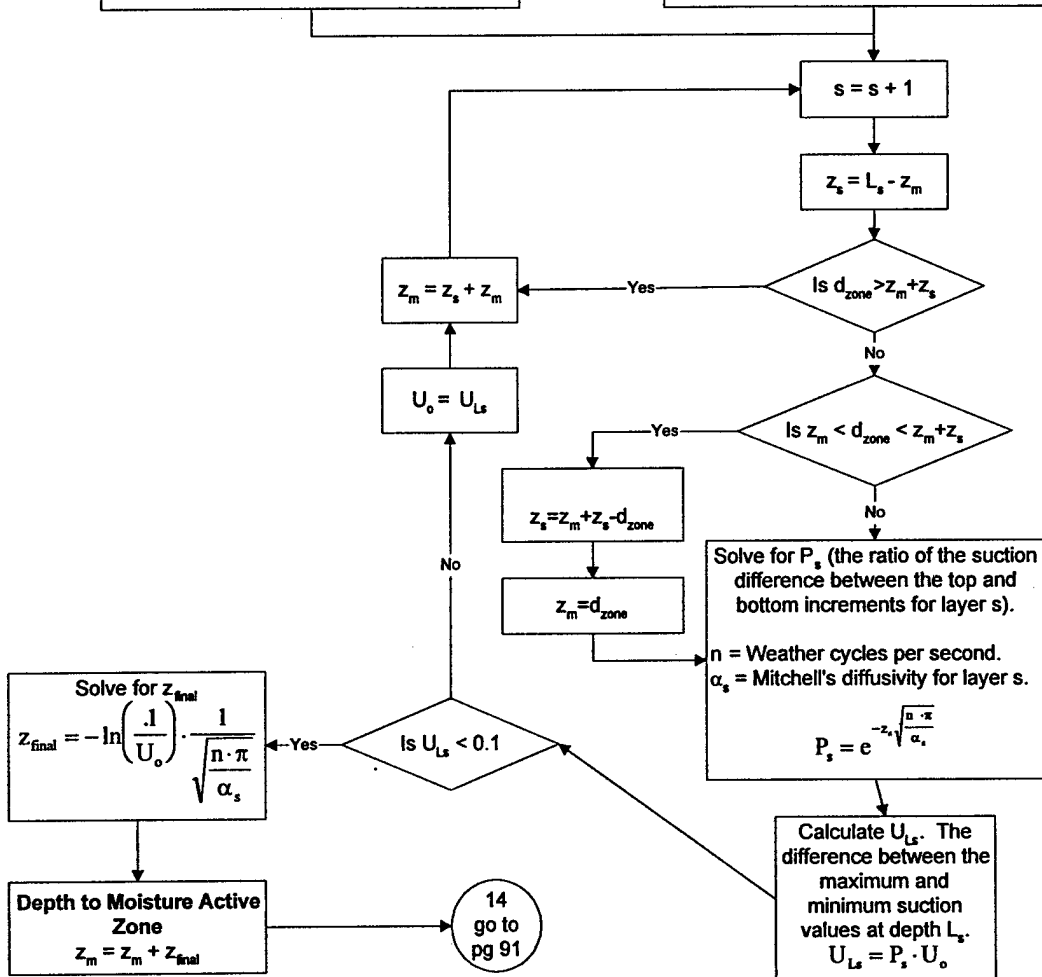 s = s + 1
z_s = L_s - z_m
Is d_zone>z_m+z_s
Yes
z_m = z_s + z_m
No
U_o = U_Ls
Is z_m < d_zone < z_m+z_s
Yes
z_s=z_m+z_s-d_zone
No
z_m=d_zone
Solve for P_s (the ratio of the suction
difference between the top and
bottom increments for layer s).
n = Weather cycles per second.
α_s = Mitchell's diffusivity for layer s.
P_s = e^(-z_s√(n·π/α_s))
No
Solve for z_final
z_final = -ln(.1/U_o) · 1/√(n·π/α_s)
Yes
Is U_Ls < 0.1
Calculate U_Ls. The
difference between the
maximum and
minimum suction
values at depth L_s.
U_Ls = P_s · U_o
Depth to Moisture Active
Zone
z_m = z_m + z_final
14
go to
pg 91